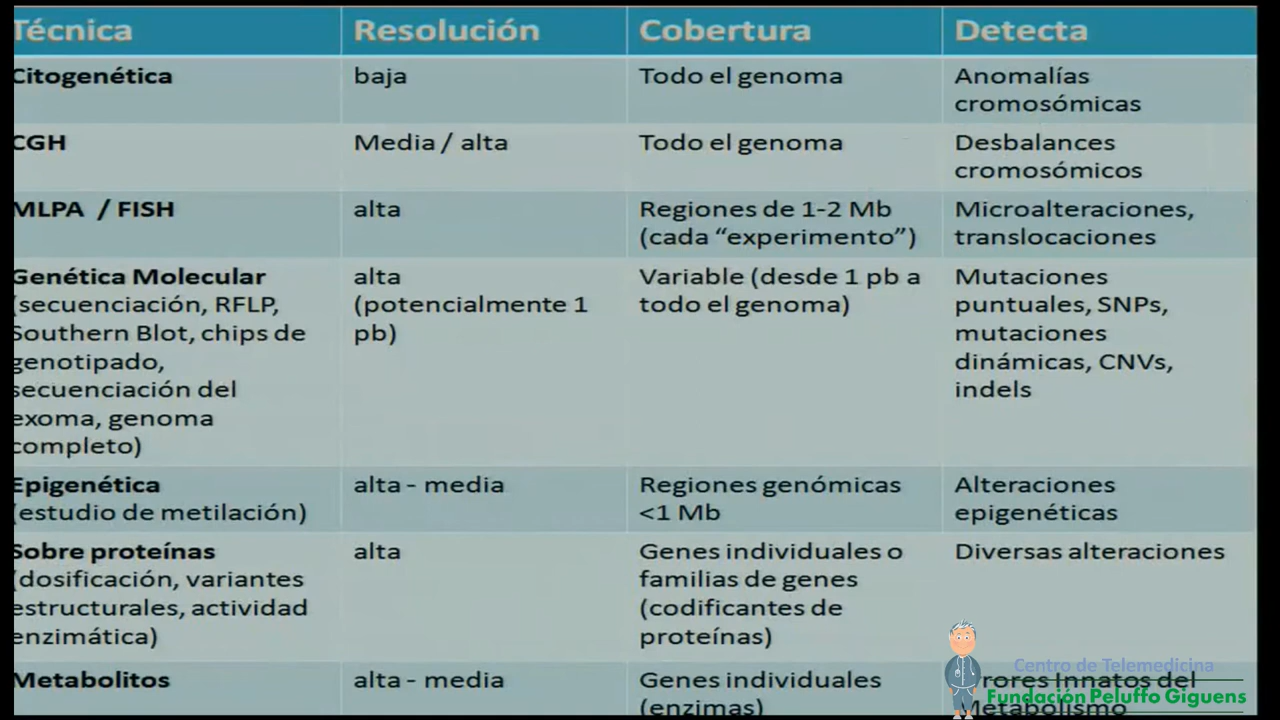 Técnica Resolución Cobertura Detecta
Citogenética baja Todo el genoma Anomalías
cromosómicas
CGH Media / alta Todo el genoma Desbalances
cromosómicos
MLPA / FISH alta Regiones de 1-2 Mb Microalteraciones,
(cada “experimento”) translocaciones
Genética Molecular alta Variable (desde 1 pb a Mutaciones
(secuenciación, RFLP, (potencialmente 1 todo el genoma) puntuales, SNPs,
Southern Blot, chips de pb) mutaciones
genotipado, dinámicas, CNVs,
secuenciación del indels
exoma, genoma
completo)
Epigenética alta - media Regiones genómicas Alteraciones
(estudio de metilación) <1 Mb epigenéticas
Sobre proteínas alta Genes individuales o Diversas alteraciones
(dosificación, variantes familias de genes
estructurales, actividad (codificantes de
enzimática) proteínas)
Metabolitos alta - media Genes individuales rrores Innatos del
(enzimas) Metabolismo
Centro de Telemedicina
Fundación Peluffo Giguens